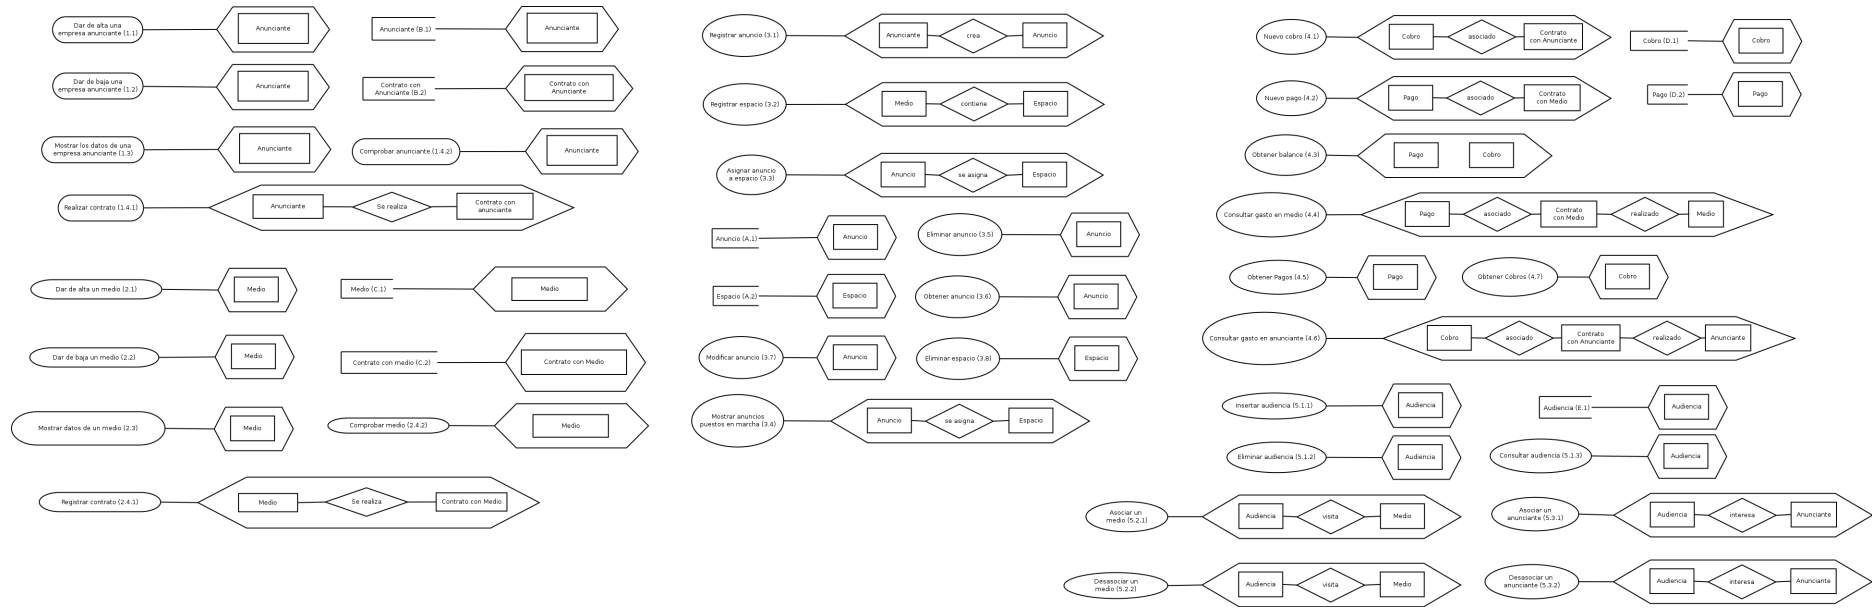 Dar de alta una
empresa anunciante (1.1)
Anunciante
Anunciante (B.1)
Anunciante
Dar de baja una
empresa anunciante (1.2)
Anunciante
Contrato con
Anunciante (B.2)
Contrato con
Anunciante
Mostrar los datos de una
empresa anunciante (1.3)
Anunciante
Comprobar anunciante (1.4.2)
Anunciante
Realizar contrato (1.4.1)
Anunciante
Se realiza
Contrato con
anunciante
Dar de alta un medio (2.1)
Medio
Medio (C.1)
Medio
Dar de baja un medio (2.2)
Medio
Contrato con medio (C.2)
Contrato con Medio
Mostrar datos de un medio (2.3)
Medio
Comprobar medio (2.4.2)
Medio
Registrar contrato (2.4.1)
Medio
Se realiza
Contrato con Medio
Registrar anuncio (3.1)
Anunciante
crea
Anuncio
Registrar espacio (3.2)
Medio
contiene
Espacio
Asignar anuncio
a espacio (3.3)
Anuncio
se asigna
Espacio
Anuncio (A.1)
Anuncio
Eliminar anuncio (3.5)
Anuncio
Espacio (A.2)
Espacio
Obtener anuncio (3.6)
Anuncio
Modificar anuncio (3.7)
Anuncio
Eliminar espacio (3.8)
Espacio
Mostrar anuncios
puestos en marcha (3.4)
Anuncio
se asigna
Espacio
Nuevo cobro (4.1)
Cobro
asociado
Contrato
con Anunciante
Cobro (D.1)
Cobro
Nuevo pago (4.2)
Pago
asociado
Contrato
con Medio
Pago (D.2)
Pago
Obtener balance (4.3)
Pago
Cobro
Consultar gasto en medio (4.4)
Pago
asociado
Contrato
con Medio
realizado
Medio
Obtener Pagos (4.5)
Pago
Obtener Cobros (4.7)
Cobro
Consultar gasto en anunciante (4.6)
Cobro
asociado
Contrato
con Anunciante
realizado
Anunciante
Insertar audiencia (5.1.1)
Audiencia
Audiencia (E.1)
Audiencia
Eliminar audiencia (5.1.2)
Audiencia
Consultar audiencia (5.1.3)
Audiencia
Asociar un
medio (5.2.1)
Audiencia
visita
Medio
Asociar un
anunciante (5.3.1)
Audiencia
interesa
Anunciante
Desasociar un
medio (5.2.2)
Audiencia
visita
Medio
Desasociar un
anunciante (5.3.2)
Audiencia
interesa
Anunciante